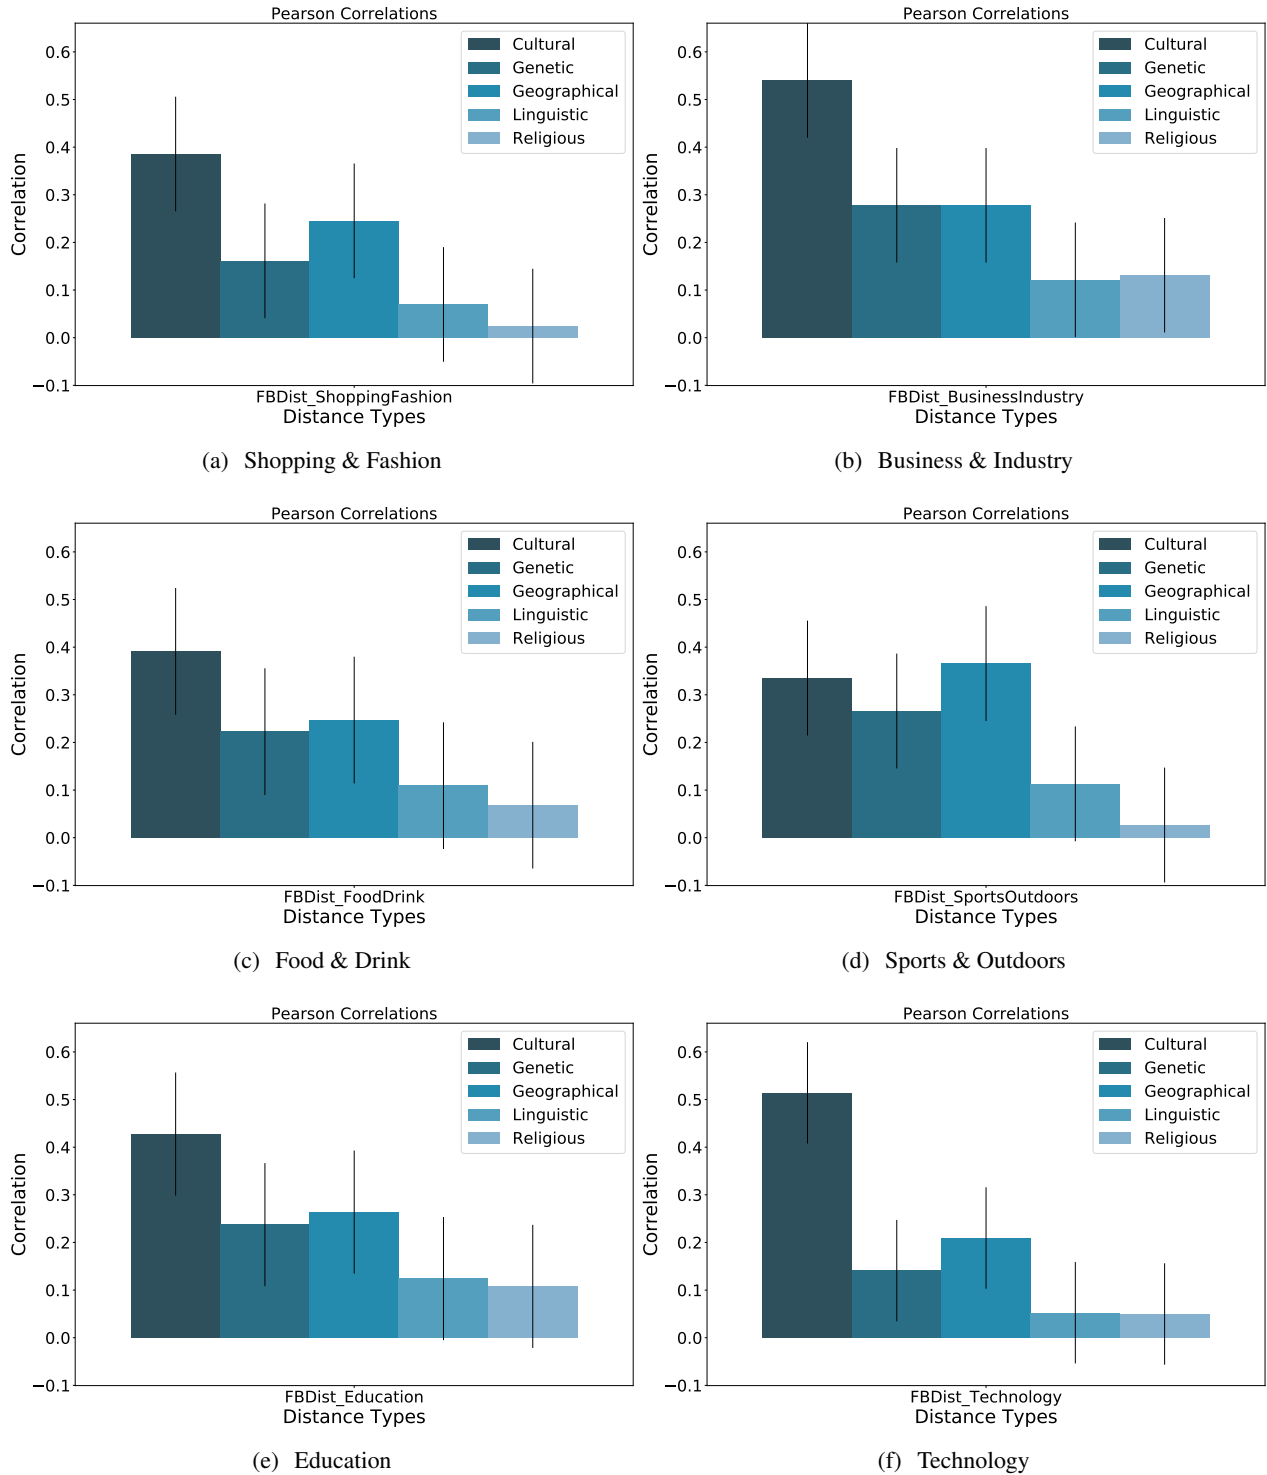 Pearson Correlations
Correlation
0.6
0.5
0.4
0.3
0.2
0.1
0.0
−0.1
Cultural
Genetic
Geographical
Linguistic
Religious
FBDist_ShoppingFashion
Distance Types
(a) Shopping & Fashion
Pearson Correlations
Correlation
0.6
0.5
0.4
0.3
0.2
0.1
0.0
−0.1
Cultural
Genetic
Geographical
Linguistic
Religious
FBDist_BusinessIndustry
Distance Types
(b) Business & Industry
Pearson Correlations
Correlation
0.6
0.5
0.4
0.3
0.2
0.1
0.0
−0.1
Cultural
Genetic
Geographical
Linguistic
Religious
FBDist_FoodDrink
Distance Types
(c) Food & Drink
Pearson Correlations
Correlation
0.6
0.5
0.4
0.3
0.2
0.1
0.0
−0.1
Cultural
Genetic
Geographical
Linguistic
Religious
FBDist_SportsOutdoors
Distance Types
(d) Sports & Outdoors
Pearson Correlations
Correlation
0.6
0.5
0.4
0.3
0.2
0.1
0.0
−0.1
Cultural
Genetic
Geographical
Linguistic
Religious
FBDist_Education
Distance Types
(e) Education
Pearson Correlations
Correlation
0.6
0.5
0.4
0.3
0.2
0.1
0.0
−0.1
Cultural
Genetic
Geographical
Linguistic
Religious
FBDist_Technology
Distance Types
(f) Technology